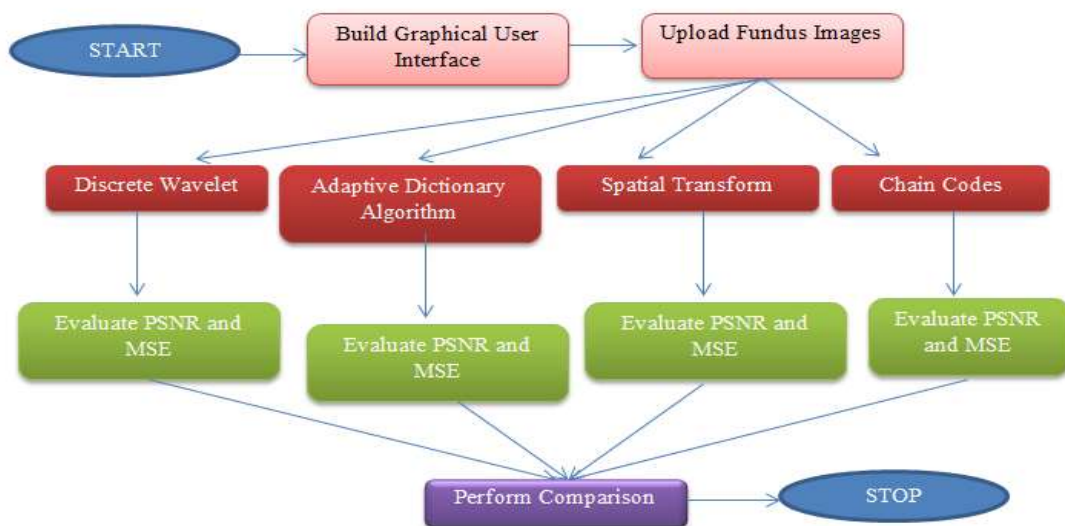 START
Build Graphical User
Interface
Upload Fundus Images
Discrete Wavelet
Adaptive Dictionary
Algorithm
Spatial Transform
Chain Codes
Evaluate PSNR and
MSE
Evaluate PSNR and
MSE
Evaluate PSNR and
MSE
Evaluate PSNR
and MSE
Perform Comparison
STOP